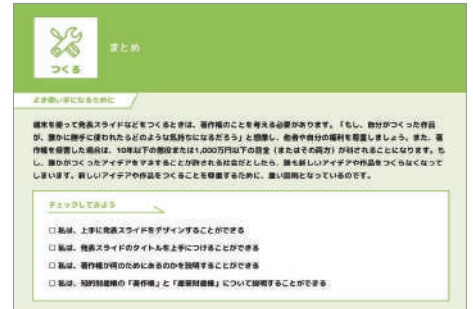 つくる
まとめ
よき使い手になるために
端末を使って発表スライドなどをつくるときは、著作権のことを考える必要があります。「もし、自分がつくった作品
が、誰かに勝手に使われたらどのような気持ちになるだろう」と想像し、他者や自分の権利を尊重しましょう。また、著
作権を侵害した場合は、10年以下の懲役または1,000万円以下の罰金(またはその両方)が科されることになります。も
し、誰かがつくったアイデアをマネすることが許される社会だとしたら、誰も新しいアイデアや作品をつくらなくなって
しまいます。新しいアイデアや作品をつくることを尊重するために、重い罰則となっているのです。
チェックしてみよう
□ 私は、上手に発表スライドをデザインすることができる
□ 私は、発表スライドのタイトルを上手につけることができる
□ 私は、著作権が何のためにあるのかを説明することができる
□ 私は、知的財産権の「著作権」と「産業財産権」について説明することができる